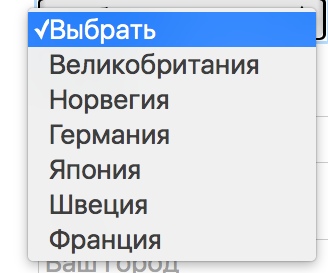 ✓Выбрать
Великобритания
Норвегия
Германия
Япония
Швеция
Франция
Ваш город